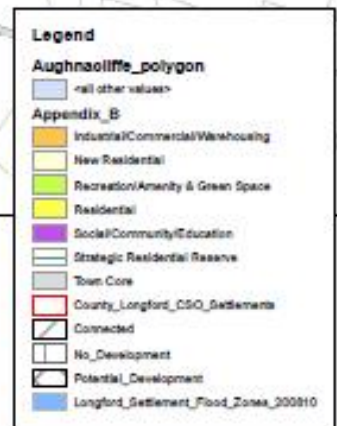 Legend
Aughnacliffe_polygon
<all other values>
Appendix_B
Industrial/Commercial/Warehousing
New Residential
Recreation/Amenity & Green Space
Residential
Social/Community/Education
Strategic Residential Reserve
Town Core
County_Longford_CSO_Settlements
Connected
No_Development
Potential_Development
Longford_Settlement_Flood_Zones_200810